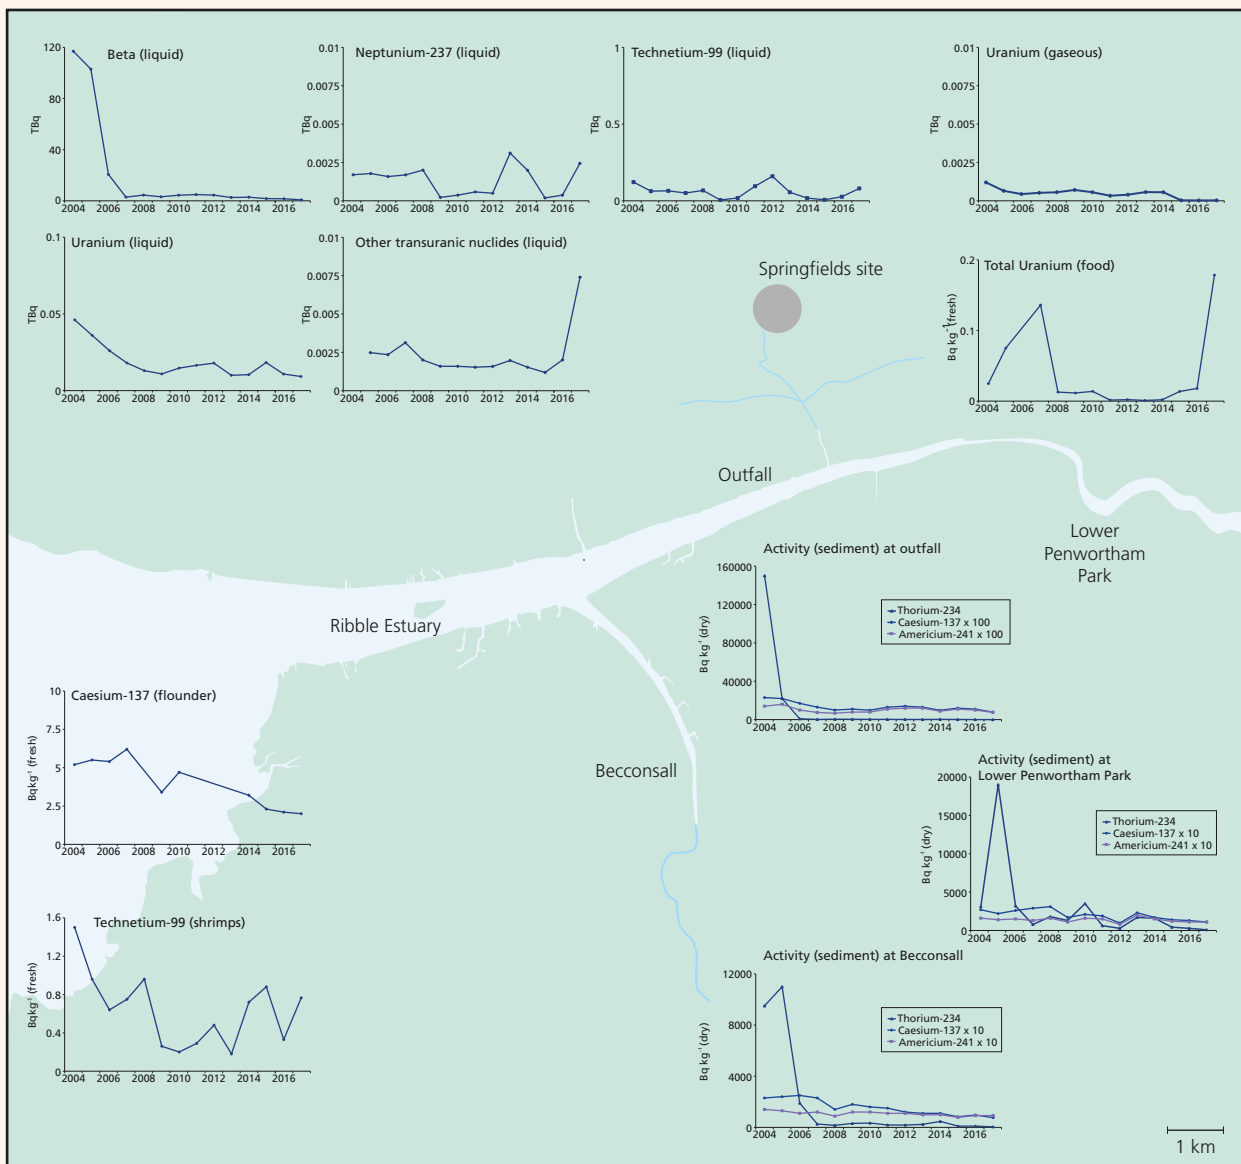 Beta (liquid)
120
80
40
0
TBq
2004 2006 2008 2010 2012 2014 2016
Neptunium-237 (liquid)
0.01
0.0075
0.005
0.0025
0
TBq
2004 2006 2008 2010 2012 2014 2016
Technetium-99 (liquid)
1
0.5
0
TBq
2004 2006 2008 2010 2012 2014 2016
Uranium (gaseous)
0.01
0.0075
0.005
0.0025
0
TBq
2004 2006 2008 2010 2012 2014 2016
Uranium (liquid)
0.1
0.05
0
TBq
2004 2006 2008 2010 2012 2014 2016
Other transuranic nuclides (liquid)
0.01
0.0075
0.005
0.0025
0
TBq
2004 2006 2008 2010 2012 2014 2016
Springfields site
Total Uranium (food)
0.2
0.1
0
Bq kg⁻¹ (fresh)
2004 2006 2008 2010 2012 2014 2016
Outfall
Lower
Penwortham
Park
Ribble Estuary
Becconsall
Activity (sediment) at outfall
160000
120000
80000
40000
0
Bq kg⁻¹ (dry)
Thorium-234
Caesium-137 x 100
Americium-241 x 100
2004 2006 2008 2010 2012 2014 2016
Caesium-137 (flounder)
10
7.5
5
2.5
0
Bqkg⁻¹ (fresh)
2004 2006 2008 2010 2012 2014 2016
Activity (sediment) at
Lower Penwortham Park
20000
15000
10000
5000
0
Bq kg⁻¹ (dry)
Thorium-234
Caesium-137 x 10
Americium-241 x 10
2004 2006 2008 2010 2012 2014 2016
Technetium-99 (shrimps)
1.6
1.2
0.8
0.4
0
Bqkg⁻¹ (fresh)
2004 2006 2008 2010 2012 2014 2016
Activity (sediment) at Becconsall
12000
8000
4000
0
Bq kg⁻¹ (dry)
Thorium-234
Caesium-137 x 10
Americium-241 x 10
2004 2006 2008 2010 2012 2014 2016
1 km